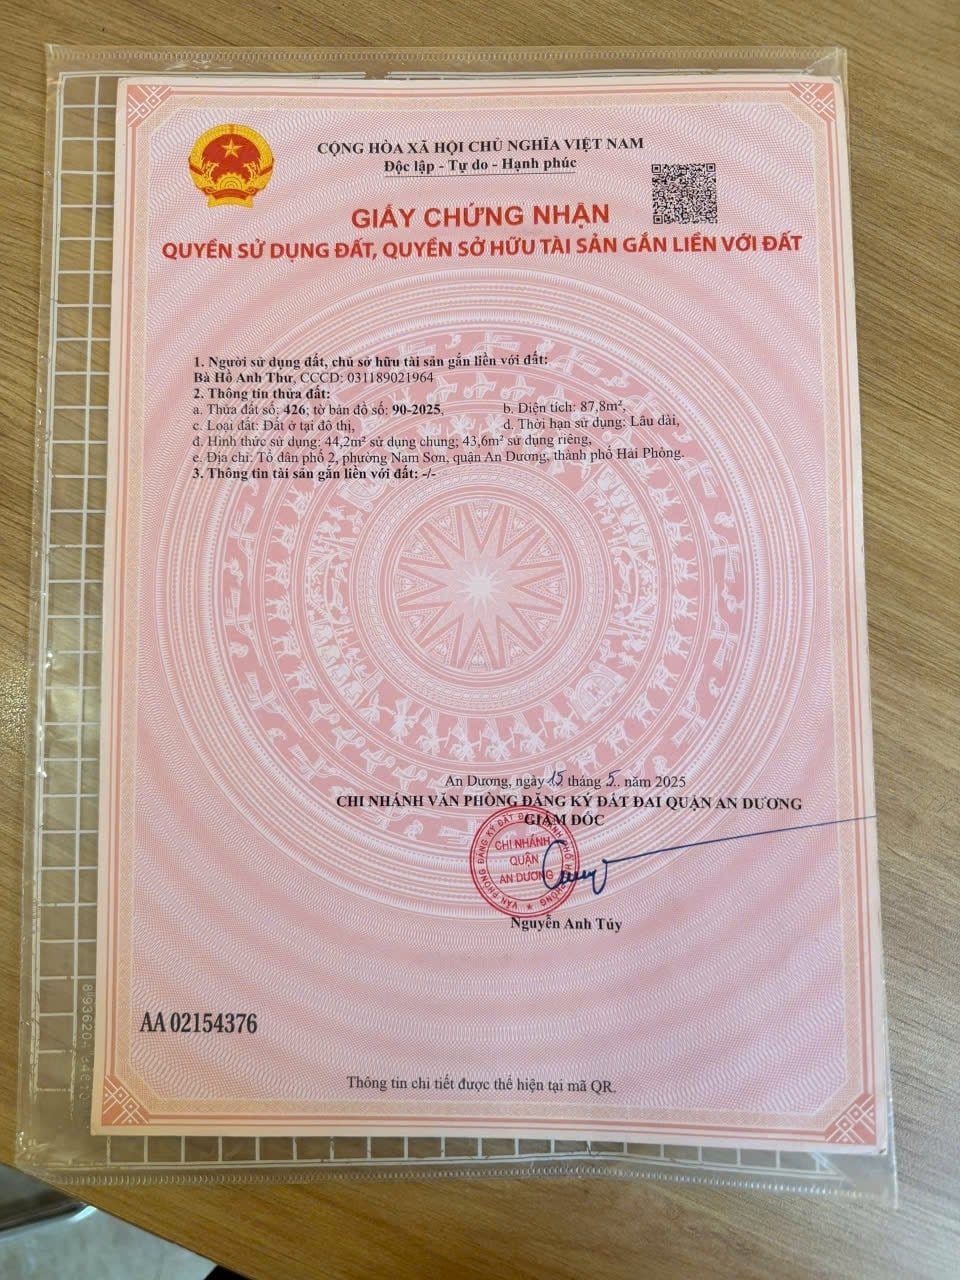 CỘNG HÒA XÃ HỘI CHỦ NGHĨA VIỆT NAM
Độc lập - Tự do - Hạnh phúc
GIẤY CHỨNG NHẬN
QUYỀN SỬ DỤNG ĐẤT, QUYỀN SỞ HỮU TÀI SẢN GẮN LIỀN VỚI ĐẤT
1. Người sử dụng đất, chủ sở hữu tài sản gắn liền với đất:
Bà Hồ Anh Thư, CCCD: 031189021964
2. Thông tin thửa đất:
a. Thửa đất số: 426; tờ bản đồ số: 90-2025, b. Diện tích: 87,8m²,
c. Loại đất: Đất ở tại đô thị, d. Thời hạn sử dụng: Lâu dài,
đ. Hình thức sử dụng: 44,2m² sử dụng chung; 43,6m² sử dụng riêng,
e. Địa chỉ: Tổ dân phố 2, phường Nam Sơn, quận An Dương, thành phố Hải Phòng.
3. Thông tin tài sản gắn liền với đất: -/-
An Dương, ngày 15 tháng 5. năm 2025
CHI NHÁNH VĂN PHÒNG ĐĂNG KÝ ĐẤT ĐAI QUẬN AN DƯƠNG
GIÁM ĐỐC
CHI NHÁNH
QUẬN
AN DƯƠNG
Nguyễn Anh Túy
AA 02154376
Thông tin chi tiết được thể hiện tại mã QR.